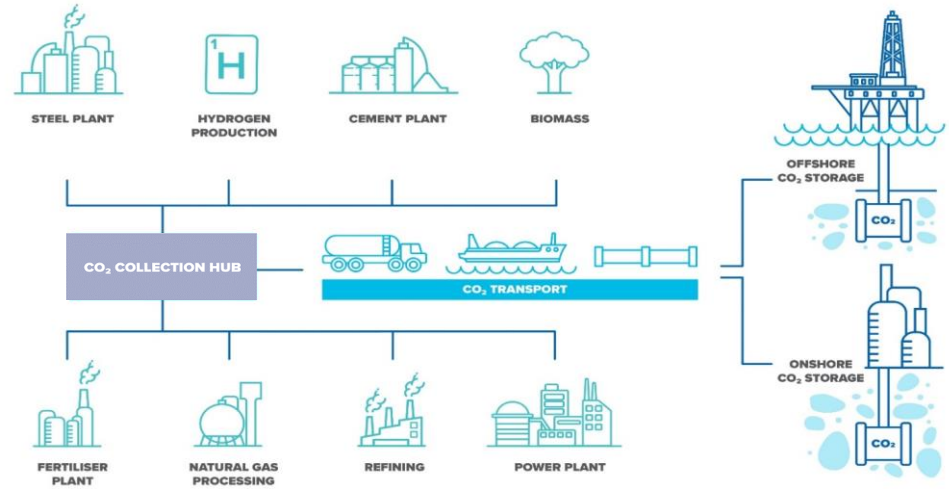 1
H
STEEL PLANT
HYDROGEN
PRODUCTION
CEMENT PLANT
BIOMASS
OFFSHORE
CO₂ STORAGE
CO₂
CO₂ COLLECTION HUB
CO₂ TRANSPORT
ONSHORE
CO₂ STORAGE
CO₂
FERTILISER
PLANT
NATURAL GAS
PROCESSING
REFINING
POWER PLANT